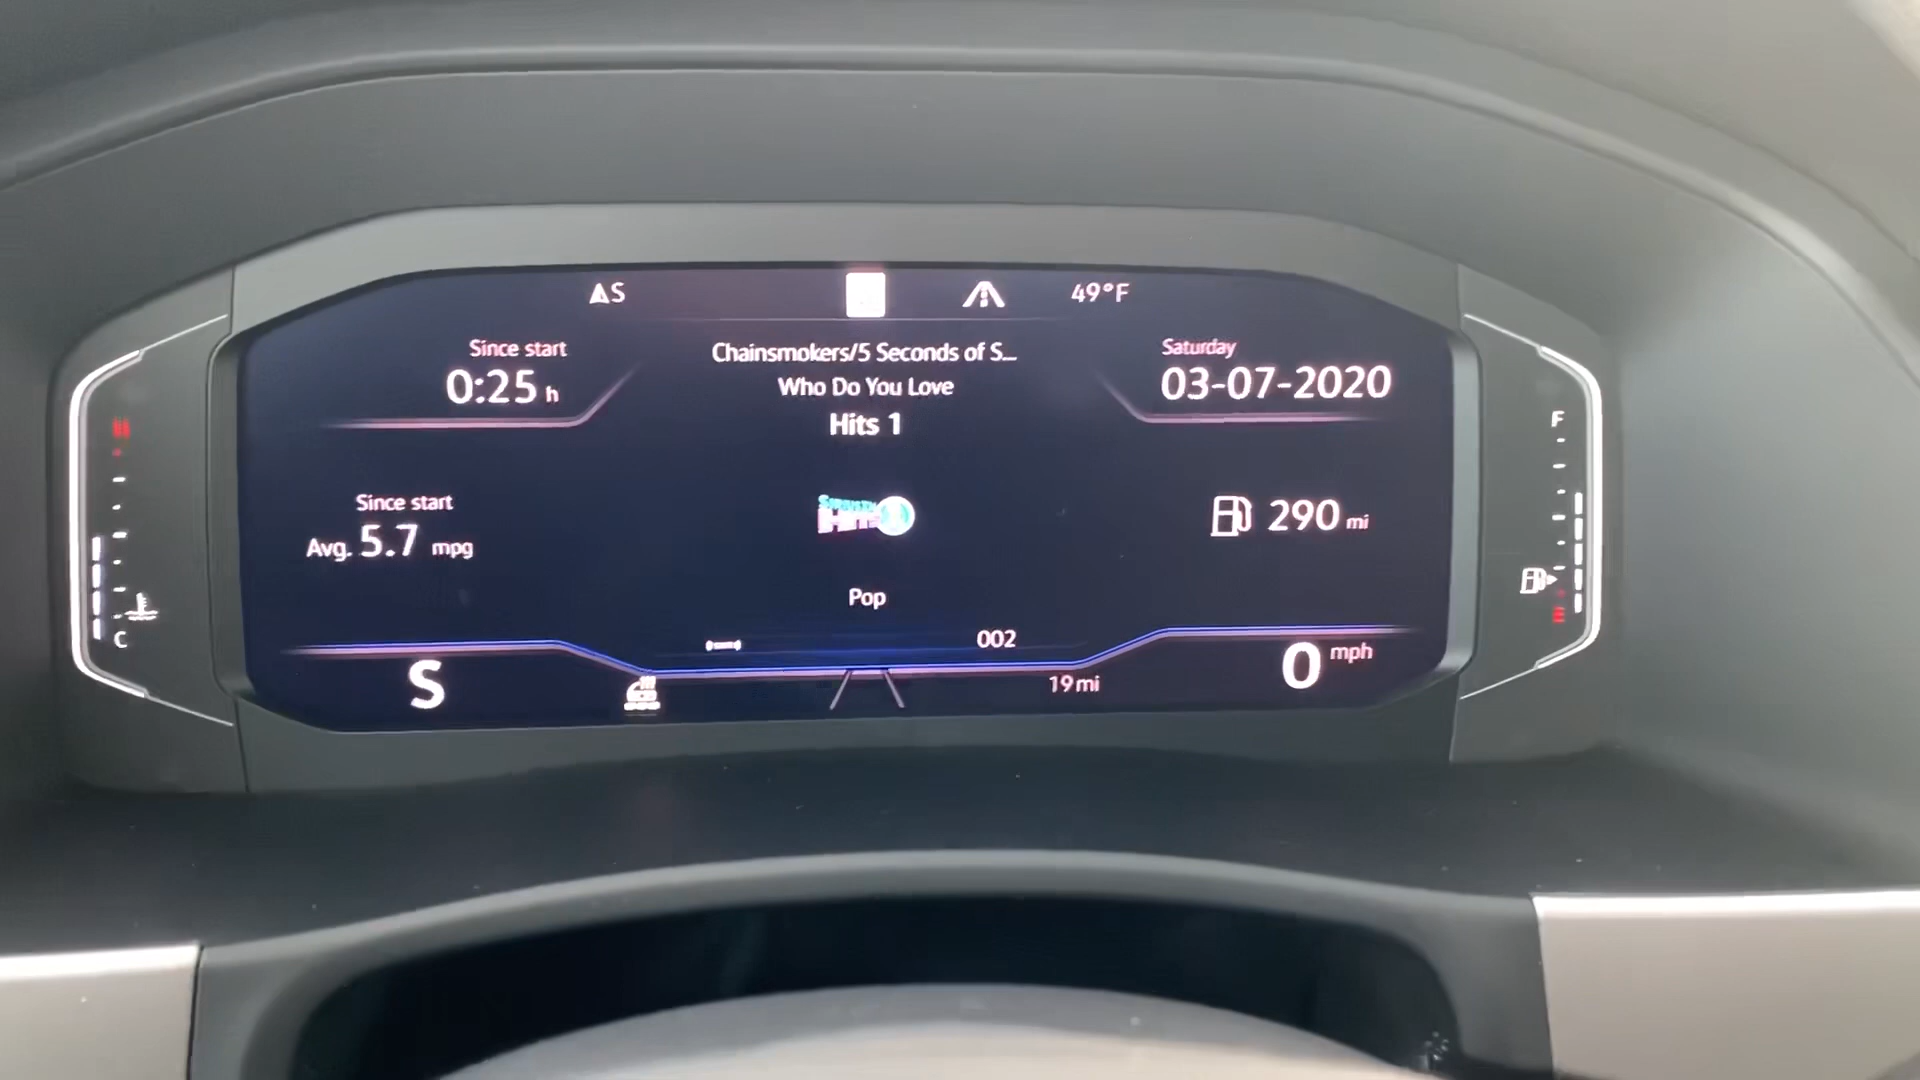 S
49°F
Since start
0:25 h
Chainsmokers/5 Seconds of S...
Who Do You Love
Hits 1
Saturday
03-07-2020
H
F
Since start
Avg. 5.7 mpg
290 mi
Pop
C
E
002
S
19 mi
0 mph